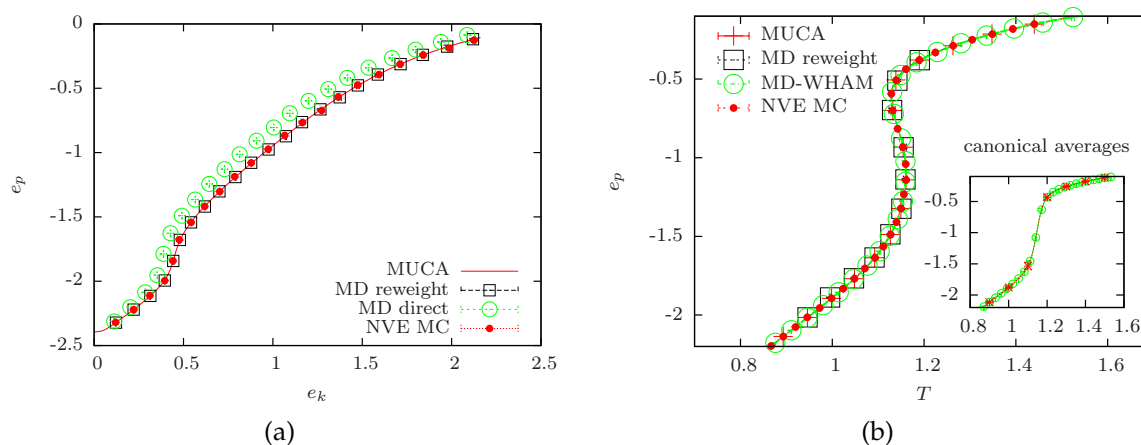 0
-0.5
-1
-1.5
-2
-2.5
e_p
0
0.5
1
1.5
2
2.5
e_k
MUCA
MD reweight
MD direct
NVE MC
(a)
MUCA
MD reweight
MD-WHAM
NVE MC
-0.5
-1
-1.5
-2
e_p
0.8
1
1.2
1.4
1.6
T
canonical averages
-0.5
-1
-1.5
-2
0.8
1
1.2
1.4
1.6
(b)